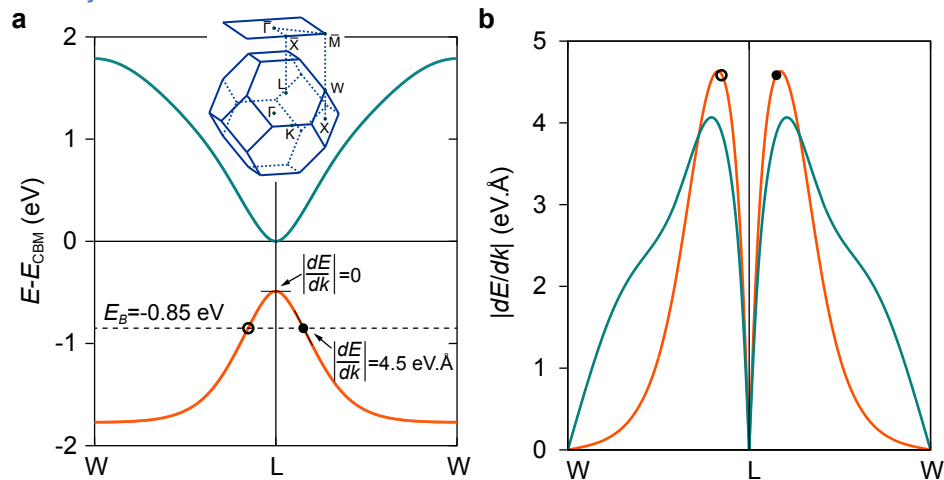 a
b
2
1
0
-1
-2
E-E_CBM (eV)
W
L
W
Γ̅
X̅
M̅
L
W
Γ
K
X
|dE/dk|=0
E_B=-0.85 eV
|dE/dk|=4.5 eV.Å
5
4
3
2
1
0
|dE/dk| (eV.Å)
W
L
W